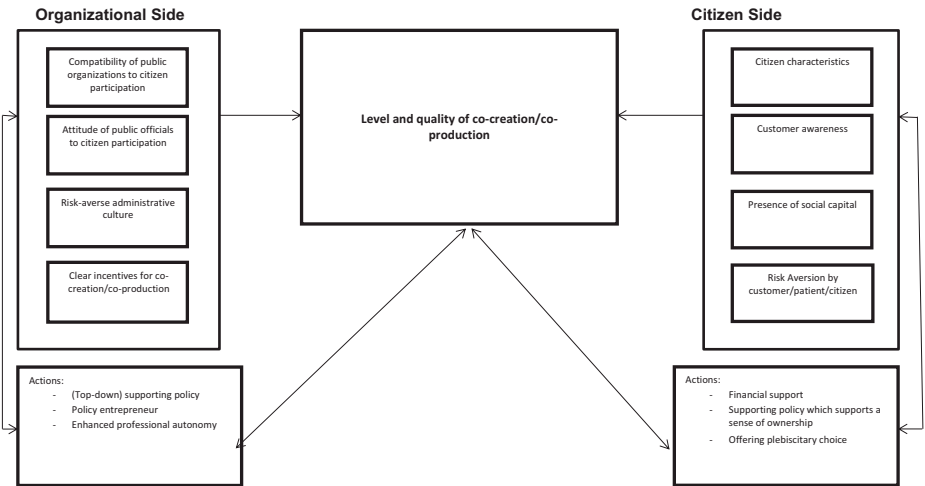 Organizational Side
Compatibility of public
organizations to citizen
participation
Attitude of public officials
to citizen participation
Risk-averse administrative
culture
Clear incentives for co-
creation/co-production
Actions:
- (Top-down) supporting policy
- Policy entrepreneur
- Enhanced professional autonomy
Level and quality of co-creation/co-
production
Citizen Side
Citizen characteristics
Customer awareness
Presence of social capital
Risk Aversion by
customer/patient/citizen
Actions:
- Financial support
- Supporting policy which supports a
sense of ownership
- Offering plebiscitary choice